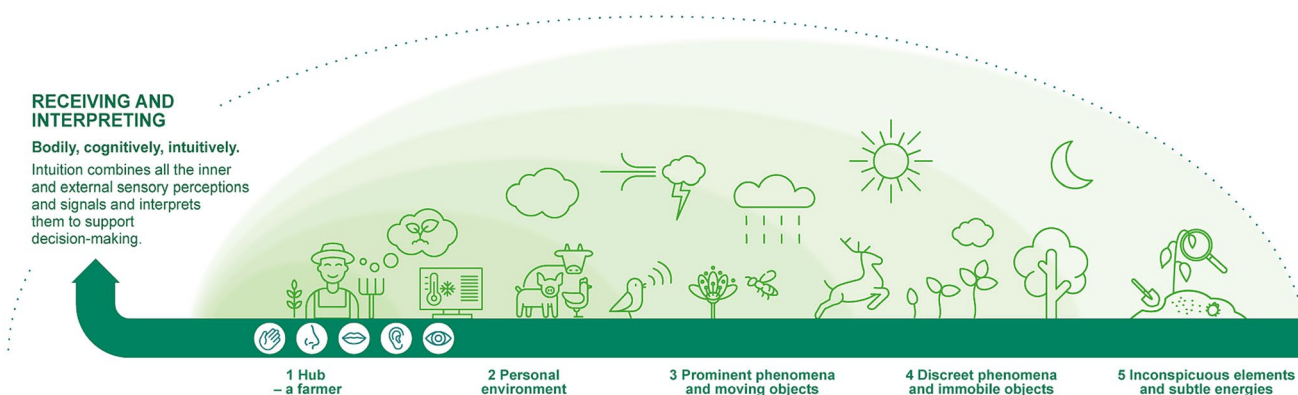 RECEIVING AND
INTERPRETING
Bodily, cognitively, intuitively.
Intuition combines all the inner
and external sensory perceptions
and signals and interprets
them to support
decision-making.
1 Hub
– a farmer
2 Personal
environment
3 Prominent phenomena
and moving objects
4 Discreet phenomena
and immobile objects
5 Inconspicuous elements
and subtle energies